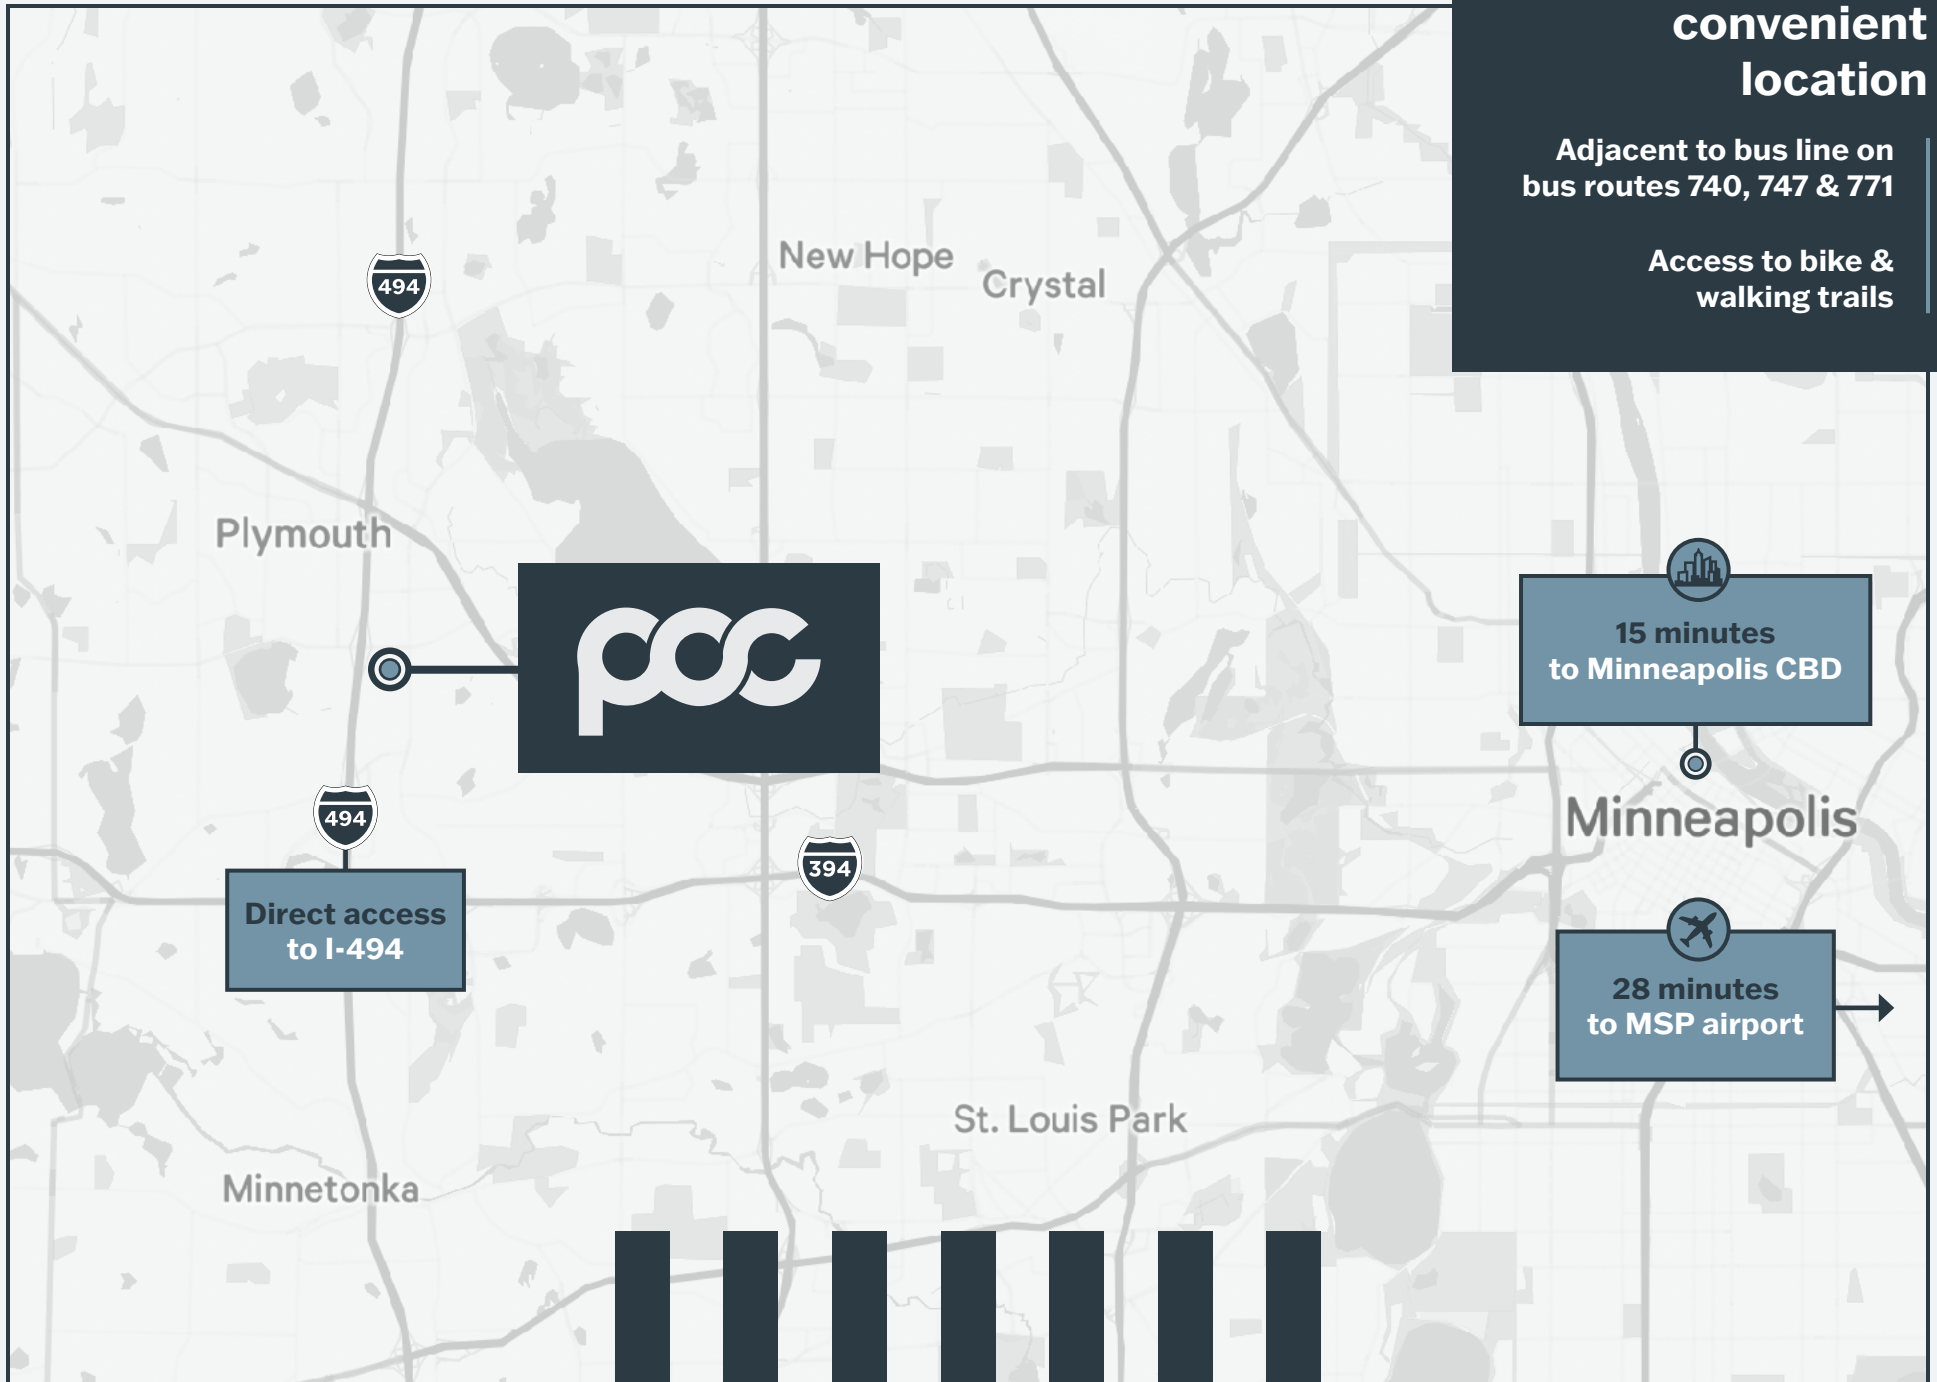 convenient
location
Adjacent to bus line on
bus routes 740, 747 & 771
Access to bike &
walking trails
494
New Hope
Crystal
Plymouth
pcc
15 minutes
to Minneapolis CBD
Minneapolis
494
394
Direct access
to I-494
28 minutes
to MSP airport
St. Louis Park
Minnetonka